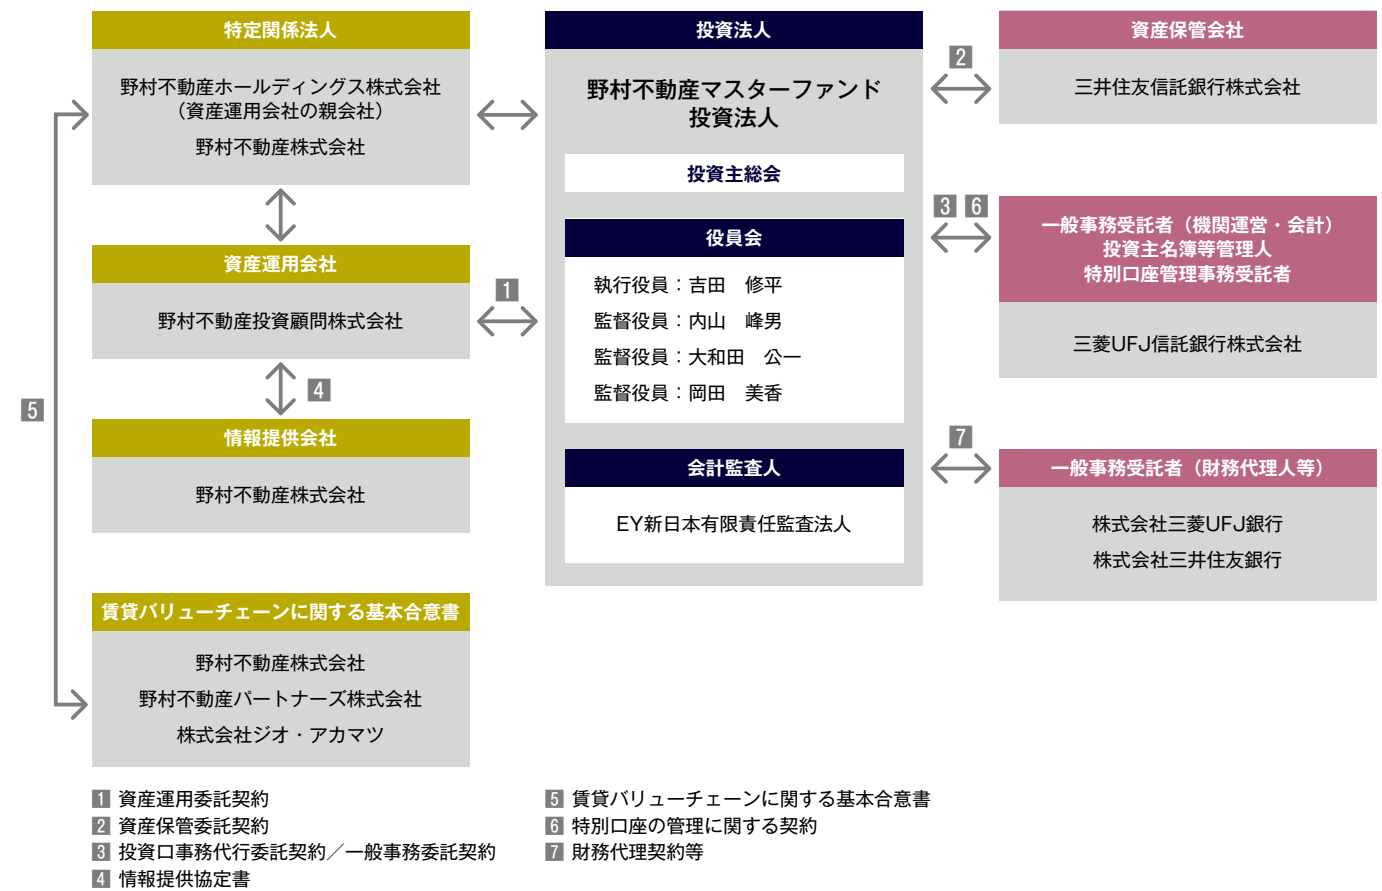 特定関係法人
野村不動産ホールディングス株式会社
（資産運用会社の親会社）
野村不動産株式会社
資産運用会社
野村不動産投資顧問株式会社
4
情報提供会社
野村不動産株式会社
5
賃貸バリューチェーンに関する基本合意書
野村不動産株式会社
野村不動産パートナーズ株式会社
株式会社ジオ・アカマツ
1
投資法人
野村不動産マスターファンド
投資法人
投資主総会
役員会
執行役員：吉田　修平
監督役員：内山　峰男
監督役員：大和田　公一
監督役員：岡田　美香
会計監査人
EY新日本有限責任監査法人
2
資産保管会社
三井住友信託銀行株式会社
3 6
一般事務受託者（機関運営・会計）
投資主名簿等管理人
特別口座管理事務受託者
三菱UFJ信託銀行株式会社
7
一般事務受託者（財務代理人等）
株式会社三菱UFJ銀行
株式会社三井住友銀行
1 資産運用委託契約
2 資産保管委託契約
3 投資口事務代行委託契約／一般事務委託契約
4 情報提供協定書
5 賃貸バリューチェーンに関する基本合意書
6 特別口座の管理に関する契約
7 財務代理契約等